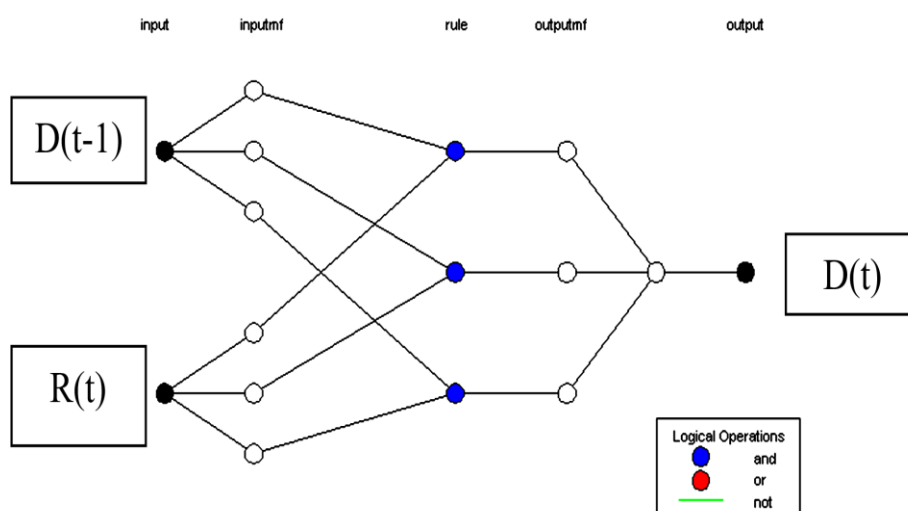 input inputmf rule outputmf output
D(t-1)
D(t)
R(t)
Logical Operations
and
or
not